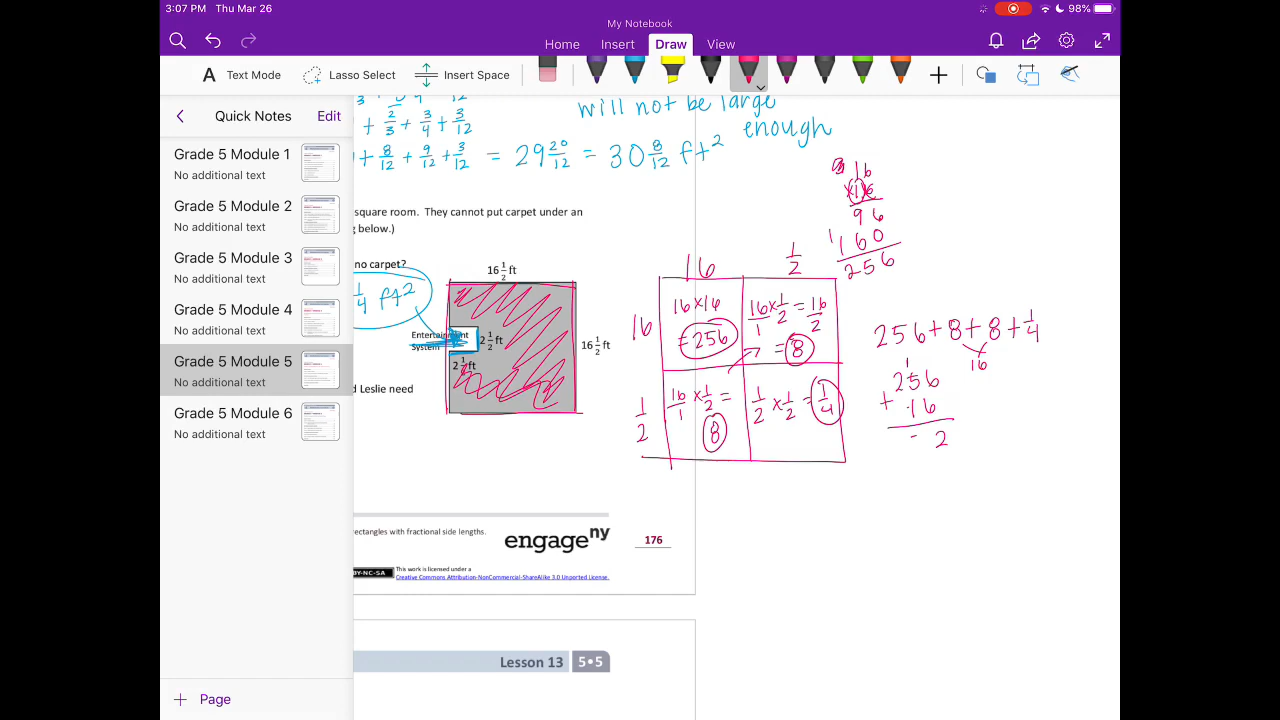 3:07 PM Thu Mar 26
98%
My Notebook
Home Insert Draw View
A Text Mode Lasso Select Insert Space
Quick Notes Edit
Grade 5 Module 1
No additional text
Grade 5 Module 2
No additional text
Grade 5 Module 3
No additional text
Grade 5 Module 4
No additional text
Grade 5 Module 5
No additional text
Grade 5 Module 6
No additional text
+ Page
will not be large
enough
+ 2/3 + 3/4 + 3/12
+ 8/12 + 9/12 + 3/12 = 29 20/12 = 30 8/12 ft²
square room. They cannot put carpet under an
g below.)
no carpet?
1/4 ft²
16 1/2 ft
Entertainment
system
2 1/2 ft
16 1/2 ft
2 1/2 ft
d Leslie need
16
×16
96
160
256
16 1/2
16
16×16
=256
16/1 × 1/2 = 16/2
= 8
1/2
16/1 × 1/2 =
8
1/2 × 1/2 = 1/4
256+8+8+1/4
16
1
256
+ 16
2
rectangles with fractional side lengths.
engage ny
176
BY-NC-SA
This work is licensed under a
Creative Commons Attribution-NonCommercial-ShareAlike 3.0 Unported License.
Lesson 13 5•5